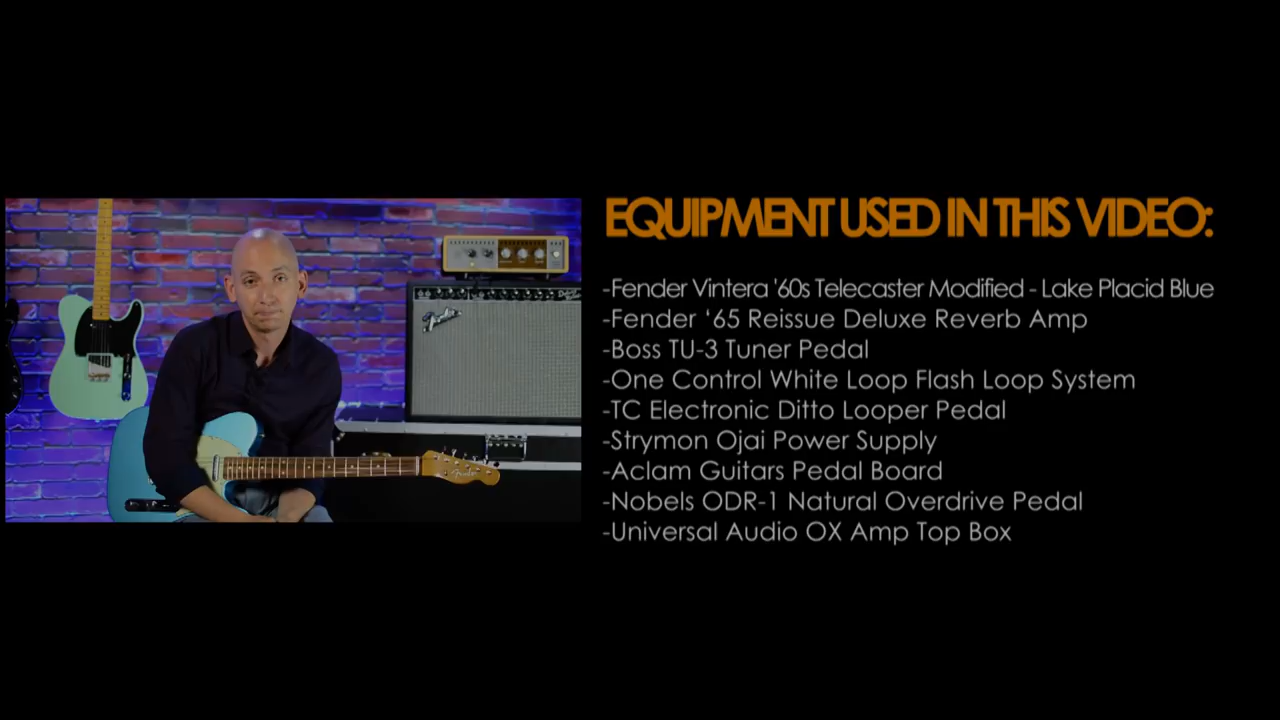 EQUIPMENT USED IN THIS VIDEO:
-Fender Vintera '60s Telecaster Modified - Lake Placid Blue
-Fender ‘65 Reissue Deluxe Reverb Amp
-Boss TU-3 Tuner Pedal
-One Control White Loop Flash Loop System
-TC Electronic Ditto Looper Pedal
-Strymon Ojai Power Supply
-Aclam Guitars Pedal Board
-Nobels ODR-1 Natural Overdrive Pedal
-Universal Audio OX Amp Top Box
Fender